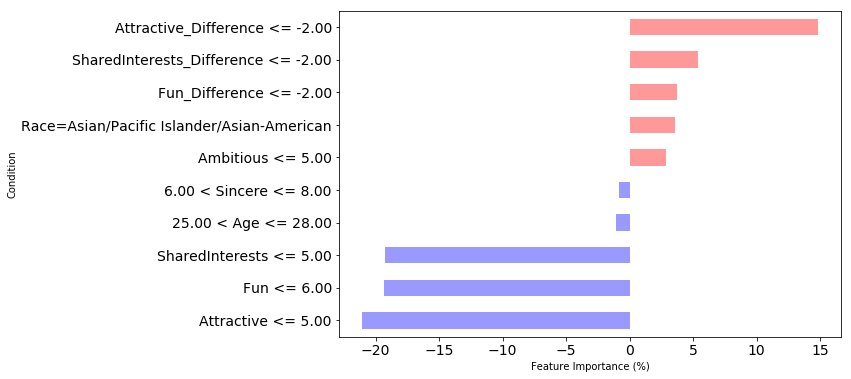 Attractive_Difference <= -2.00
SharedInterests_Difference <= -2.00
Fun_Difference <= -2.00
Race=Asian/Pacific Islander/Asian-American
Ambitious <= 5.00
6.00 < Sincere <= 8.00
25.00 < Age <= 28.00
SharedInterests <= 5.00
Fun <= 6.00
Attractive <= 5.00
Condition
−20 −15 −10 −5 0 5 10 15
Feature Importance (%)